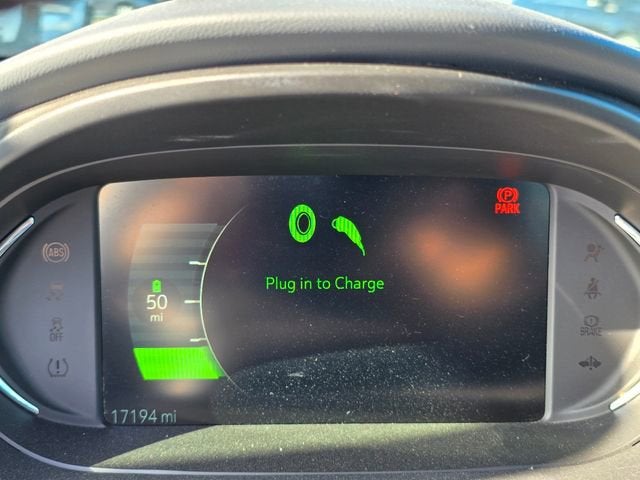 P
PARK
ABS
Plug in to Charge
50
mi
OFF
BRAKE
17194 mi